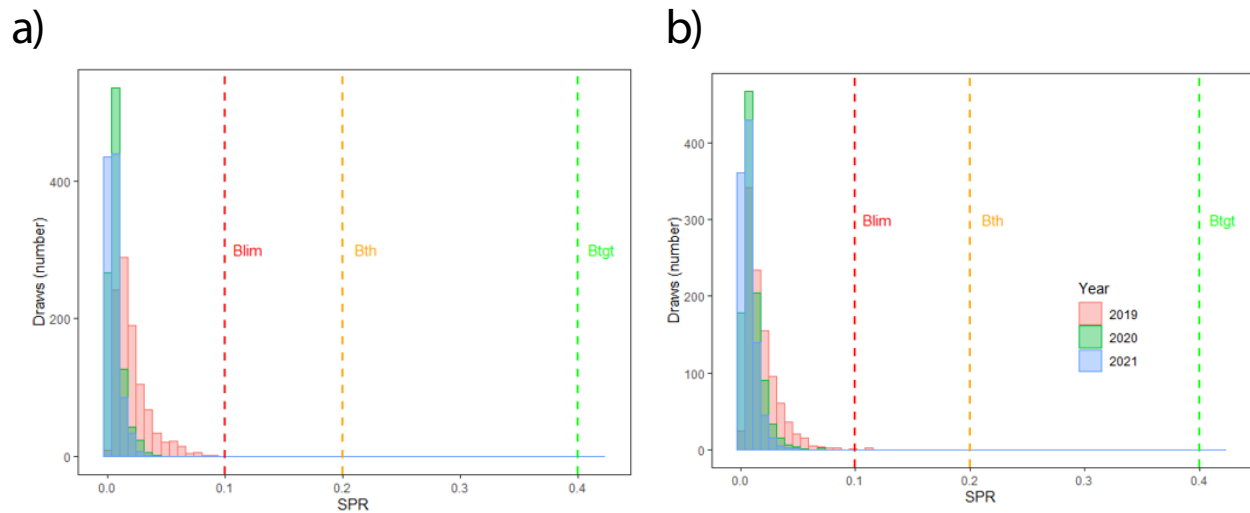 a)
Draws (number)
400
200
0
Blim
Bth
Btgt
0.0 0.1 0.2 0.3 0.4
SPR
b)
Draws (number)
400
300
200
100
0
Blim
Bth
Btgt
Year
2019
2020
2021
0.0 0.1 0.2 0.3 0.4
SPR